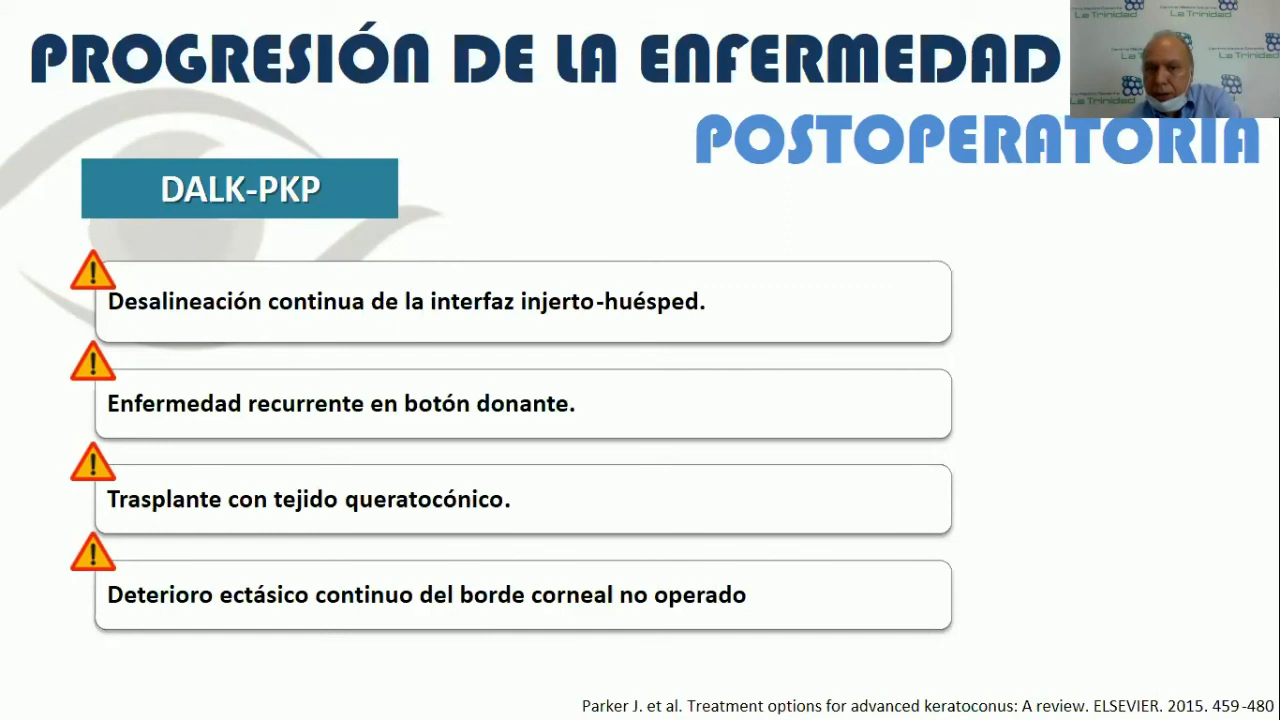 PROGRESIÓN DE LA ENFERMEDAD
POSTOPERATORIA
La Trinidad
La Trinidad
La Trinidad
La Trinidad
DALK-PKP
Desalineación continua de la interfaz injerto-huésped.
Enfermedad recurrente en botón donante.
Trasplante con tejido queratocónico.
Deterioro ectásico continuo del borde corneal no operado
Parker J. et al. Treatment options for advanced keratoconus: A review. ELSEVIER. 2015. 459-480